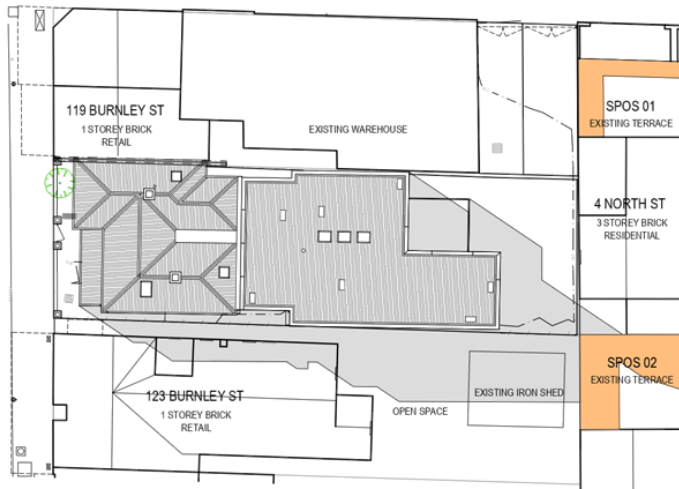 119 BURNLEY ST
1 STOREY BRICK
RETAIL
EXISTING WAREHOUSE
SPOS 01
EXISTING TERRACE
4 NORTH ST
3 STOREY BRICK
RESIDENTIAL
SPOS 02
EXISTING TERRACE
123 BURNLEY ST
1 STOREY BRICK
RETAIL
OPEN SPACE
EXISTING IRON SHED